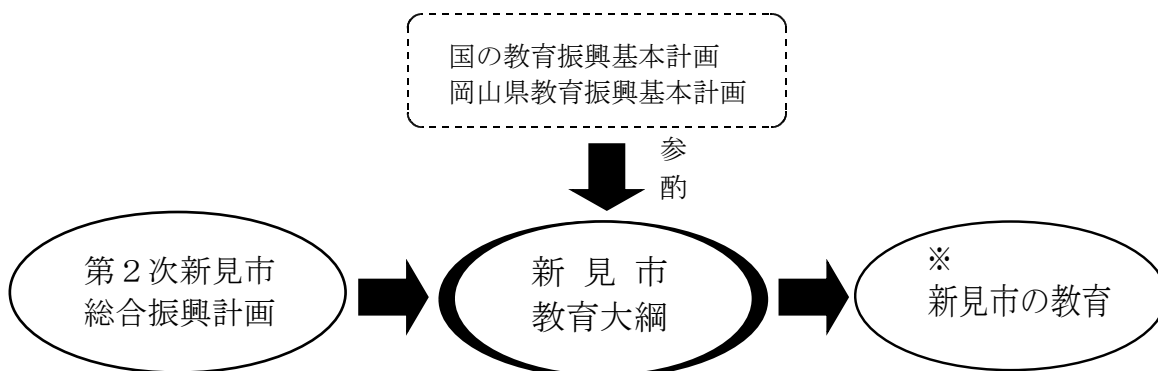 国の教育振興基本計画
岡山県教育振興基本計画
参
酌
第２次新見市
総合振興計画
新 見 市
教育大綱
※
新見市の教育